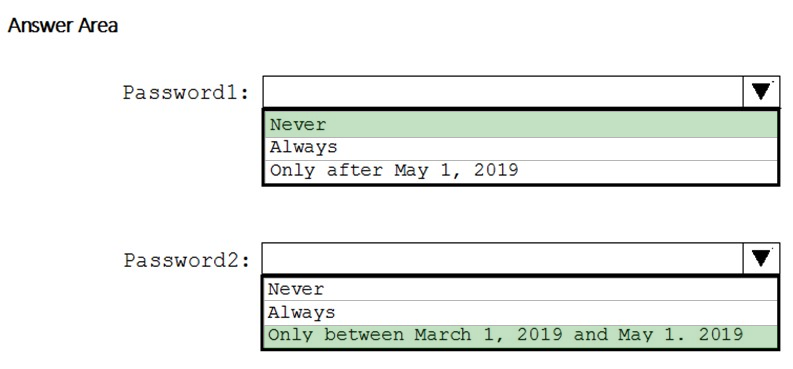 Answer Area
Password1:
Never
Always
Only after May 1, 2019
Password2:
Never
Always
Only between March 1, 2019 and May 1. 2019